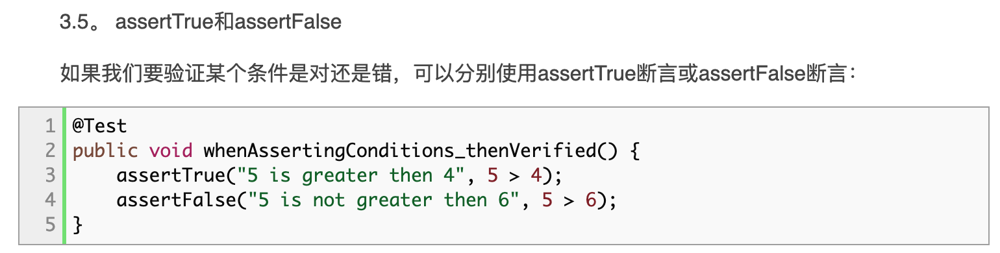 3.5。 assertTrue和assertFalse
如果我们要验证某个条件是对还是错，可以分别使用assertTrue断言或assertFalse断言：
1 @Test
2 public void whenAssertingConditions_thenVerified() {
3     assertTrue("5 is greater then 4", 5 > 4);
4     assertFalse("5 is not greater then 6", 5 > 6);
5 }